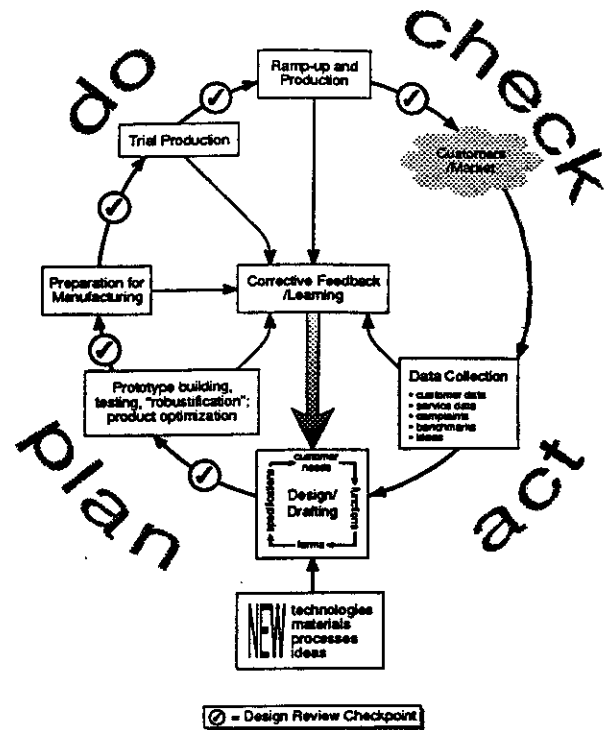 do
check
Ramp-up and
Production
Trial Production
Customers
/Market
Preparation for
Manufacturing
Corrective Feedback
/Learning
Prototype building,
testing, "robustification";
product optimization
Data Collection
• customer data
• service data
• complaints
• benchmarks
• ideas
plan
act
customer
needs
functions
forms
specifications
Design/
Drafting
NEW
technologies
materials
processes
ideas
= Design Review Checkpoint